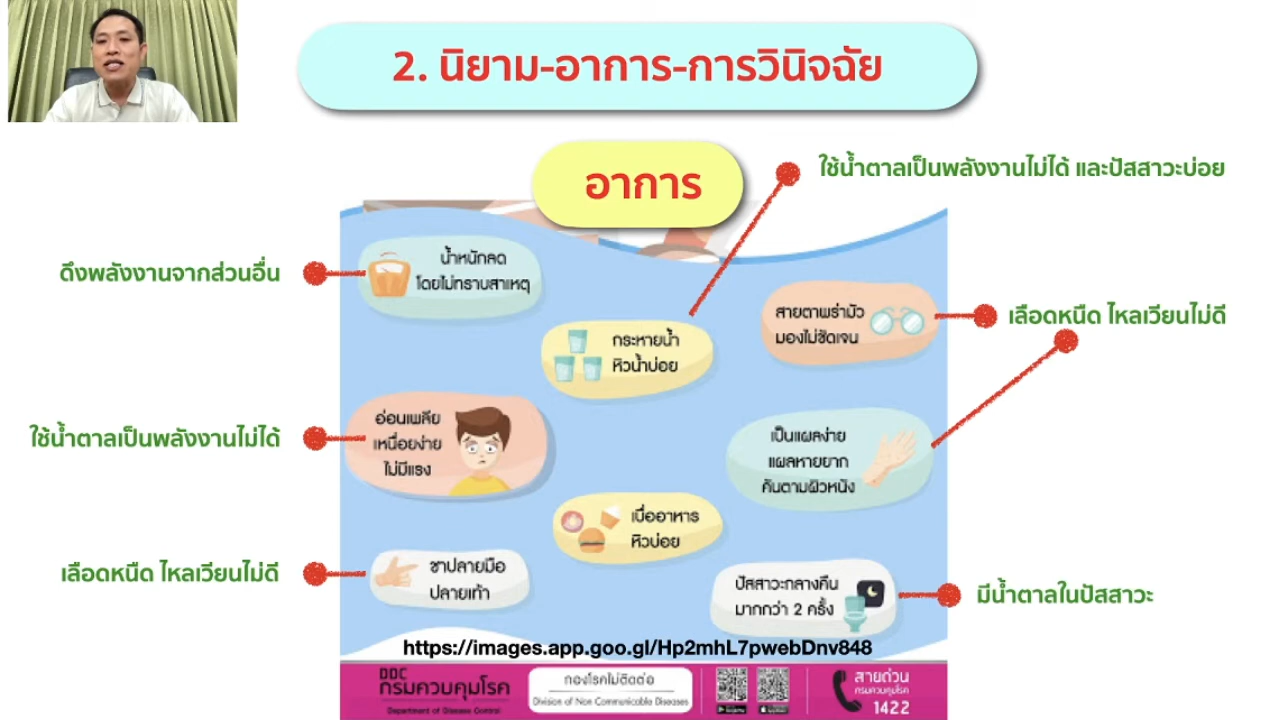 2. นิยาม-อาการ-การวินิจฉัย
อาการ
ใช้น้ำตาลเป็นพลังงานไม่ได้ และปัสสาวะบ่อย
น้ำหนักลด
โดยไม่ทราบสาเหตุ
ดึงพลังงานจากส่วนอื่น
กระหายน้ำ
หิวน้ำบ่อย
สายตาพร่ามัว
มองไม่ชัดเจน
เลือดหนืด ไหลเวียนไม่ดี
อ่อนเพลีย
เหนื่อยง่าย
ไม่มีแรง
ใช้น้ำตาลเป็นพลังงานไม่ได้
เป็นแผลง่าย
แผลหายยาก
คันตามผิวหนัง
เบื่ออาหาร
หิวบ่อย
เลือดหนืด ไหลเวียนไม่ดี
ชาปลายมือ
ปลายเท้า
ปัสสาวะกลางคืน
มากกว่า 2 ครั้ง
มีน้ำตาลในปัสสาวะ
https://images.app.goo.gl/Hp2mhL7pwebDnv848
DDC
กรมควบคุมโรค
Department of Disease Control
กองโรคไม่ติดต่อ
Division of Non Communicable Diseases
สายด่วน
กรมควบคุมโรค
1422